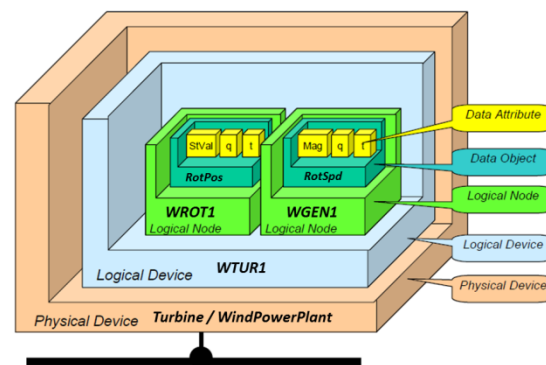 Data Attribute
StVal q t
Mag q t
Data Object
RotPos
RotSpd
Logical Node
WROT1
Logical Node
WGEN1
Logical Node
Logical Device
WTUR1
Logical Device
Physical Device
Turbine / WindPowerPlant
Physical Device